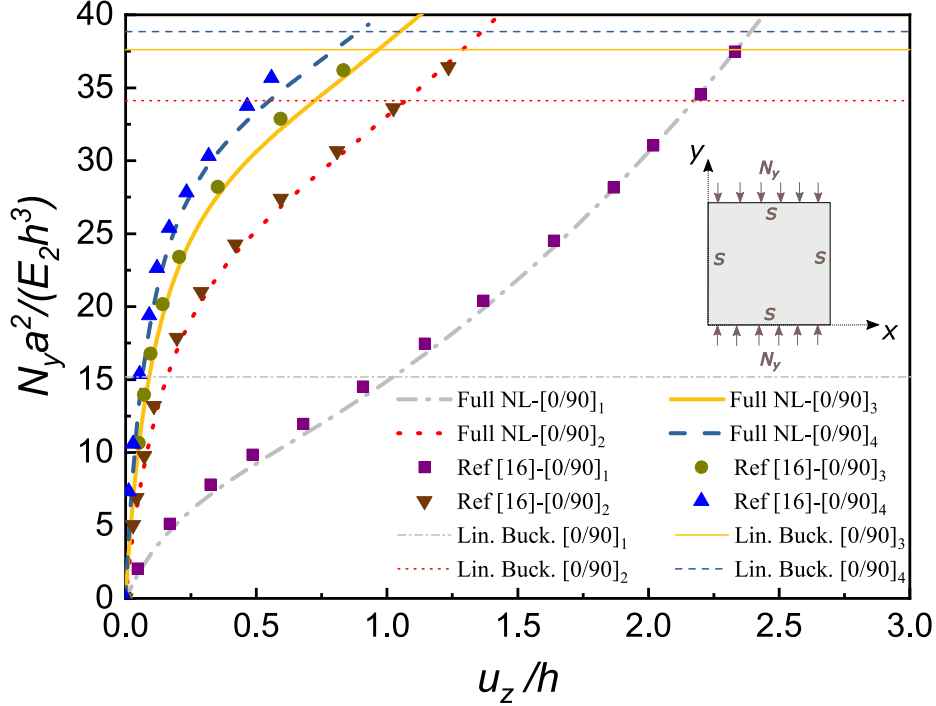 40
35
30
25
20
15
10
5
0
N_y a^2/(E_2h^3)
0.0 0.5 1.0 1.5 2.0 2.5 3.0
u_z/h
y
N_y
S
S S
S
x
N_y
Full NL-[0/90]_1 Full NL-[0/90]_3
Full NL-[0/90]_2 Full NL-[0/90]_4
Ref [16]-[0/90]_1 Ref [16]-[0/90]_3
Ref [16]-[0/90]_2 Ref [16]-[0/90]_4
Lin. Buck. [0/90]_1 Lin. Buck. [0/90]_3
Lin. Buck. [0/90]_2 Lin. Buck. [0/90]_4